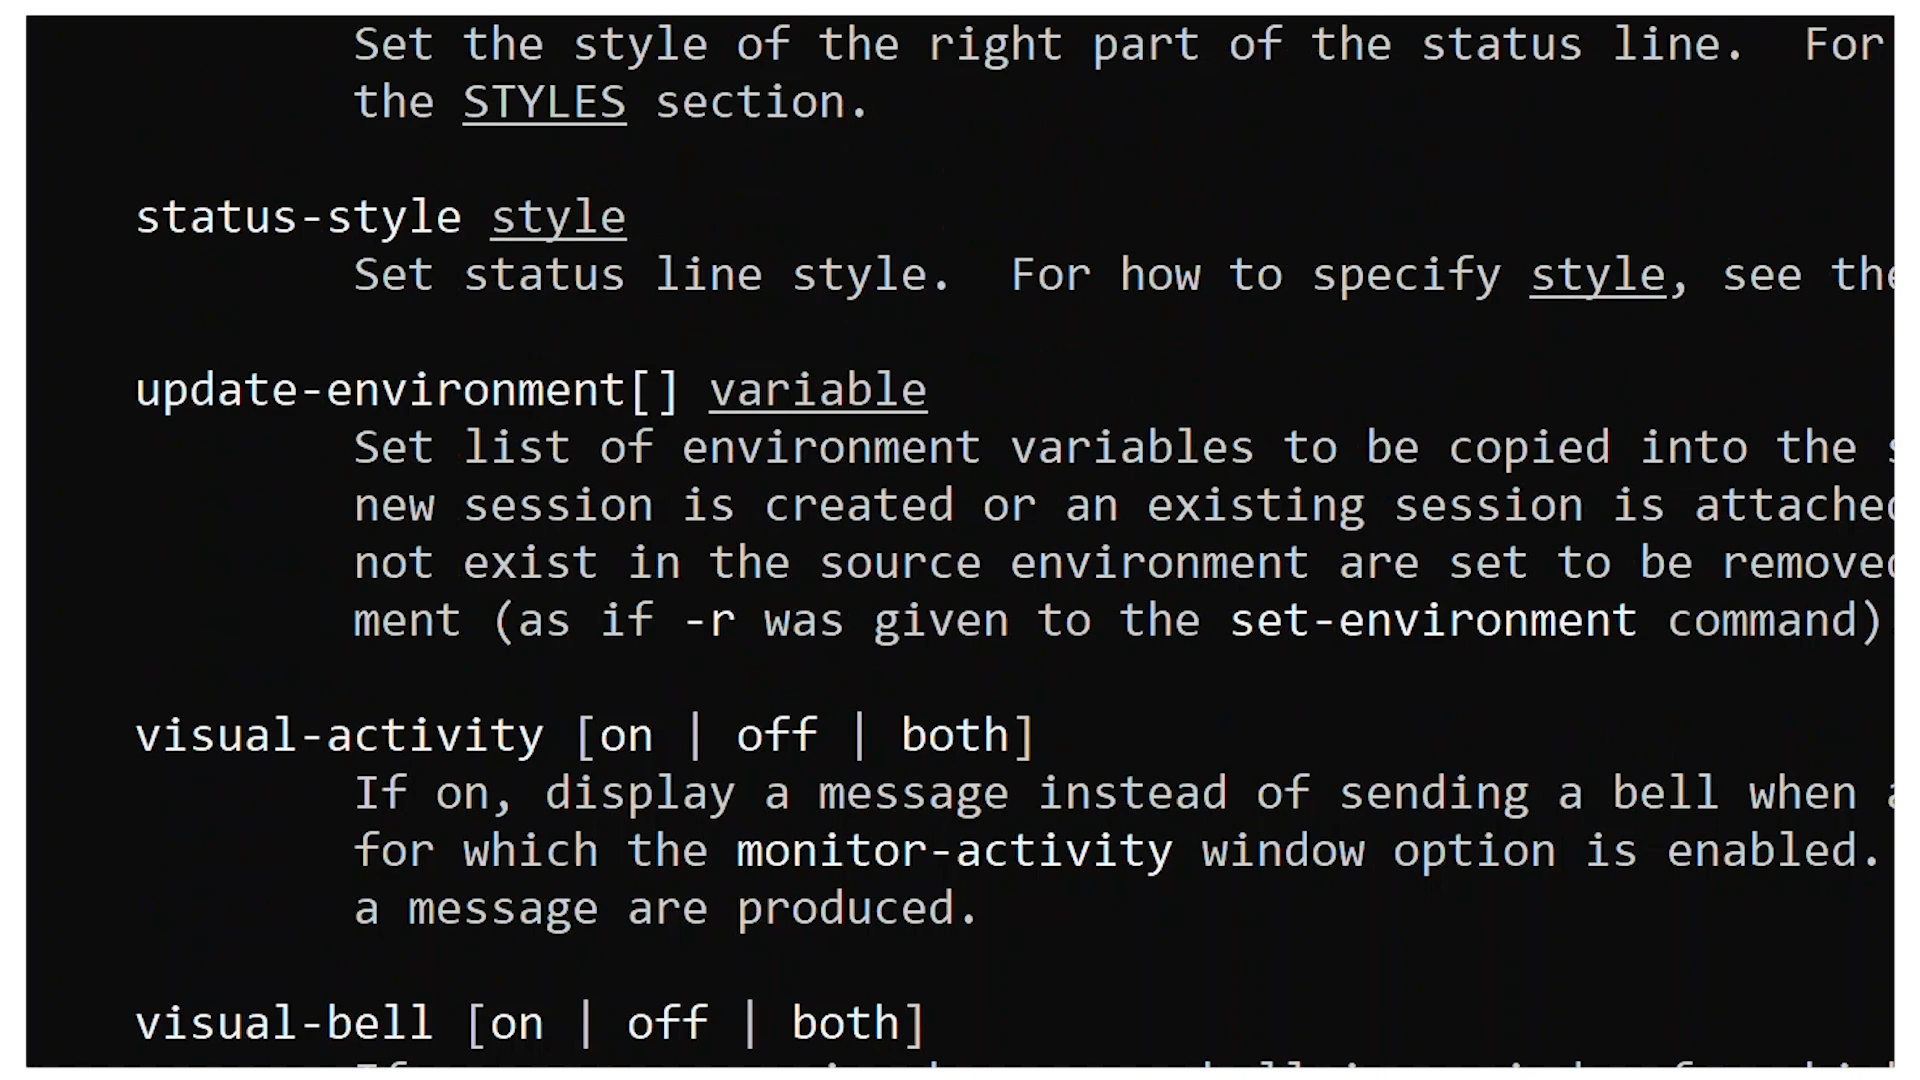 Set the style of the right part of the status line.  For
the STYLES section.
status-style style
Set status line style.  For how to specify style, see the
update-environment[] variable
Set list of environment variables to be copied into the
new session is created or an existing session is attached
not exist in the source environment are set to be removed
ment (as if -r was given to the set-environment command)
visual-activity [on | off | both]
If on, display a message instead of sending a bell when
for which the monitor-activity window option is enabled.
a message are produced.
visual-bell [on | off | both]